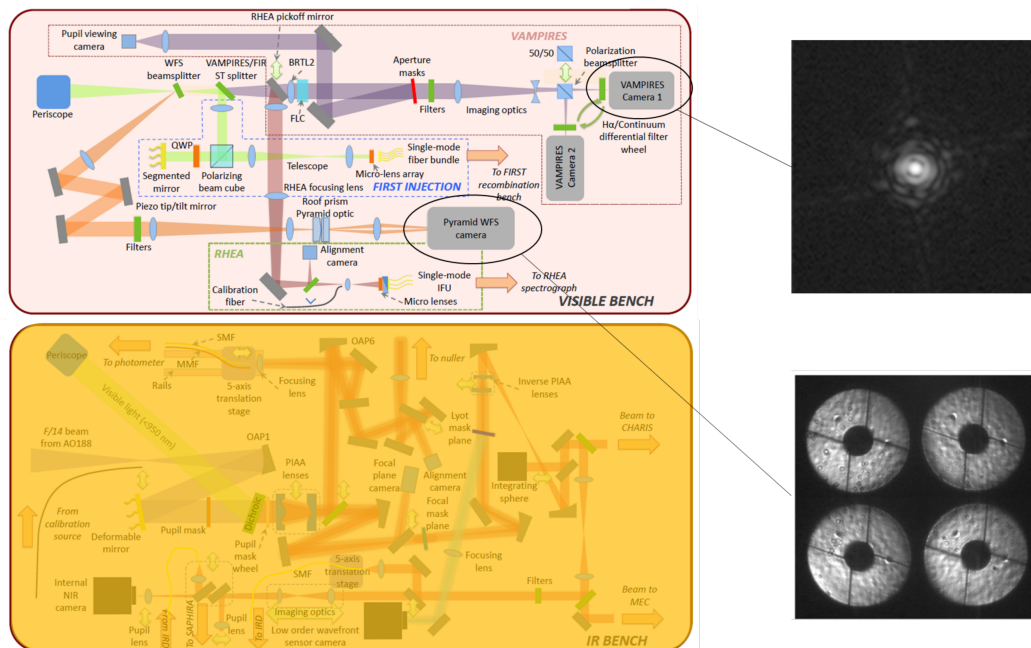 RHEA pickoff mirror
Pupil viewing
camera
VAMPIRES
WFS
beamsplitter
VAMPIRES/FIR
ST splitter
BRTL2
Aperture
masks
50/50
Polarization
beamsplitter
Periscope
FLC
Filters
Imaging optics
VAMPIRES
Camera 1
Hα/Continuum
differential filter
wheel
VAMPIRES
Camera 2
QWP
Segmented
mirror
Polarizing
beam cube
Telescope
Micro-lens array
Single-mode
fiber bundle
FIRST INJECTION
To FIRST
recombination
bench
Piezo tip/tilt mirror
RHEA focusing lens
Roof prism
Pyramid optic
Pyramid WFS
camera
Filters
RHEA
Alignment
camera
Calibration
fiber
Single-mode
IFU
Micro lenses
To RHEA
spectrograph
VISIBLE BENCH
Periscope
SMF
To photometer
MMF
Rails
5-axis
translation
stage
Focusing
lens
OAP6
To nuller
Inverse PIAA
lenses
Visible light (<950 nm)
F/14 beam
from AO188
OAP1
Lyot
mask
plane
Beam to
CHARIS
PIAA
lenses
Focal
plane
camera
Alignment
camera
Focal
mask
plane
Integrating
sphere
From
calibration
source
Deformable
mirror
Pupil mask
Dichroic
Pupil
mask
wheel
5-axis
translation
stage
SMF
Focusing
lens
Internal
NIR
camera
Pupil
lens
From IRD
To SAPHIRA
Pupil
lens
To IRD
Imaging optics
Low order wavefront
sensor camera
Filters
Beam to
MEC
IR BENCH